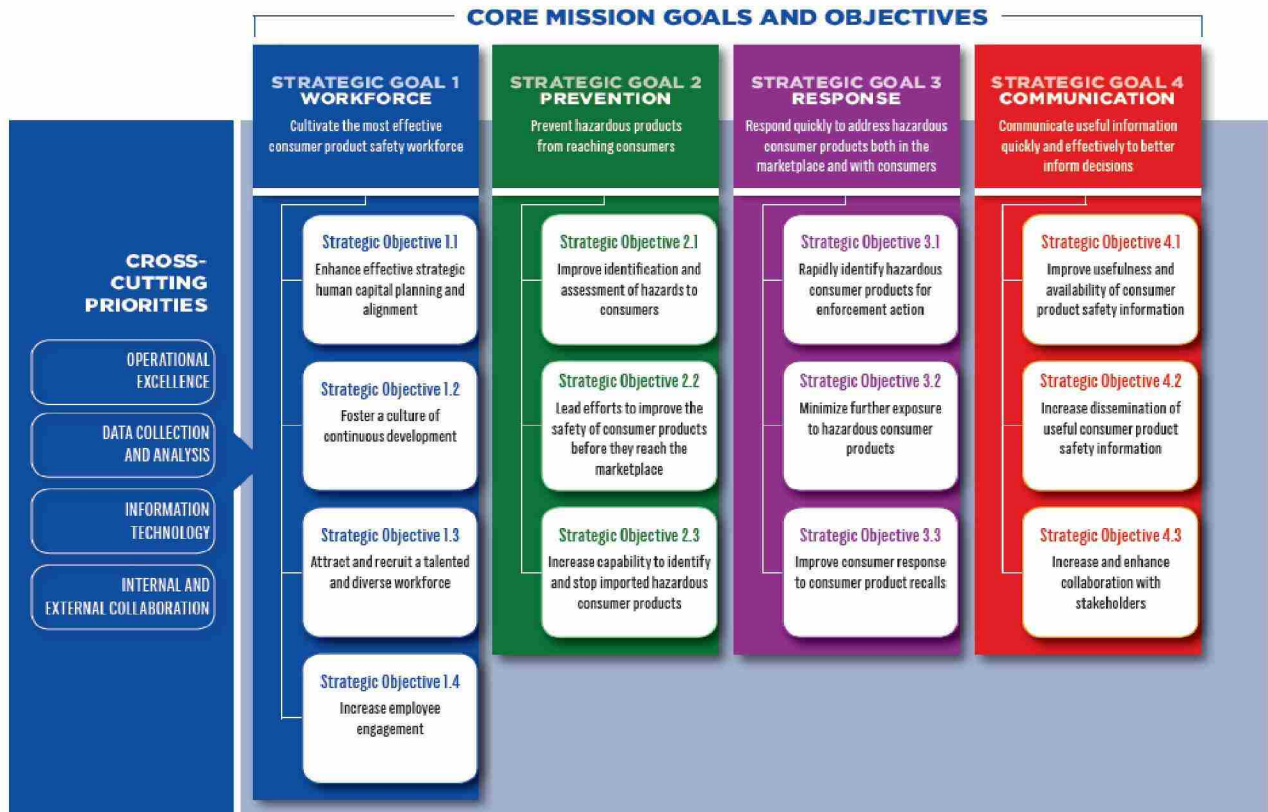 CORE MISSION GOALS AND OBJECTIVES
CROSS-
CUTTING
PRIORITIES
OPERATIONAL
EXCELLENCE
DATA COLLECTION
AND ANALYSIS
INFORMATION
TECHNOLOGY
INTERNAL AND
EXTERNAL COLLABORATION
STRATEGIC GOAL 1
WORKFORCE
Cultivate the most effective
consumer product safety workforce
Strategic Objective 1.1
Enhance effective strategic
human capital planning and
alignment
Strategic Objective 1.2
Foster a culture of
continuous development
Strategic Objective 1.3
Attract and recruit a talented
and diverse workforce
Strategic Objective 1.4
Increase employee
engagement
STRATEGIC GOAL 2
PREVENTION
Prevent hazardous products
from reaching consumers
Strategic Objective 2.1
Improve identification and
assessment of hazards to
consumers
Strategic Objective 2.2
Lead efforts to improve the
safety of consumer products
before they reach the
marketplace
Strategic Objective 2.3
Increase capability to identify
and stop imported hazardous
consumer products
STRATEGIC GOAL 3
RESPONSE
Respond quickly to address hazardous
consumer products both in the
marketplace and with consumers
Strategic Objective 3.1
Rapidly identify hazardous
consumer products for
enforcement action
Strategic Objective 3.2
Minimize further exposure
to hazardous consumer
products
Strategic Objective 3.3
Improve consumer response
to consumer product recalls
STRATEGIC GOAL 4
COMMUNICATION
Communicate useful information
quickly and effectively to better
inform decisions
Strategic Objective 4.1
Improve usefulness and
availability of consumer
product safety information
Strategic Objective 4.2
Increase dissemination of
useful consumer product
safety information
Strategic Objective 4.3
Increase and enhance
collaboration with
stakeholders